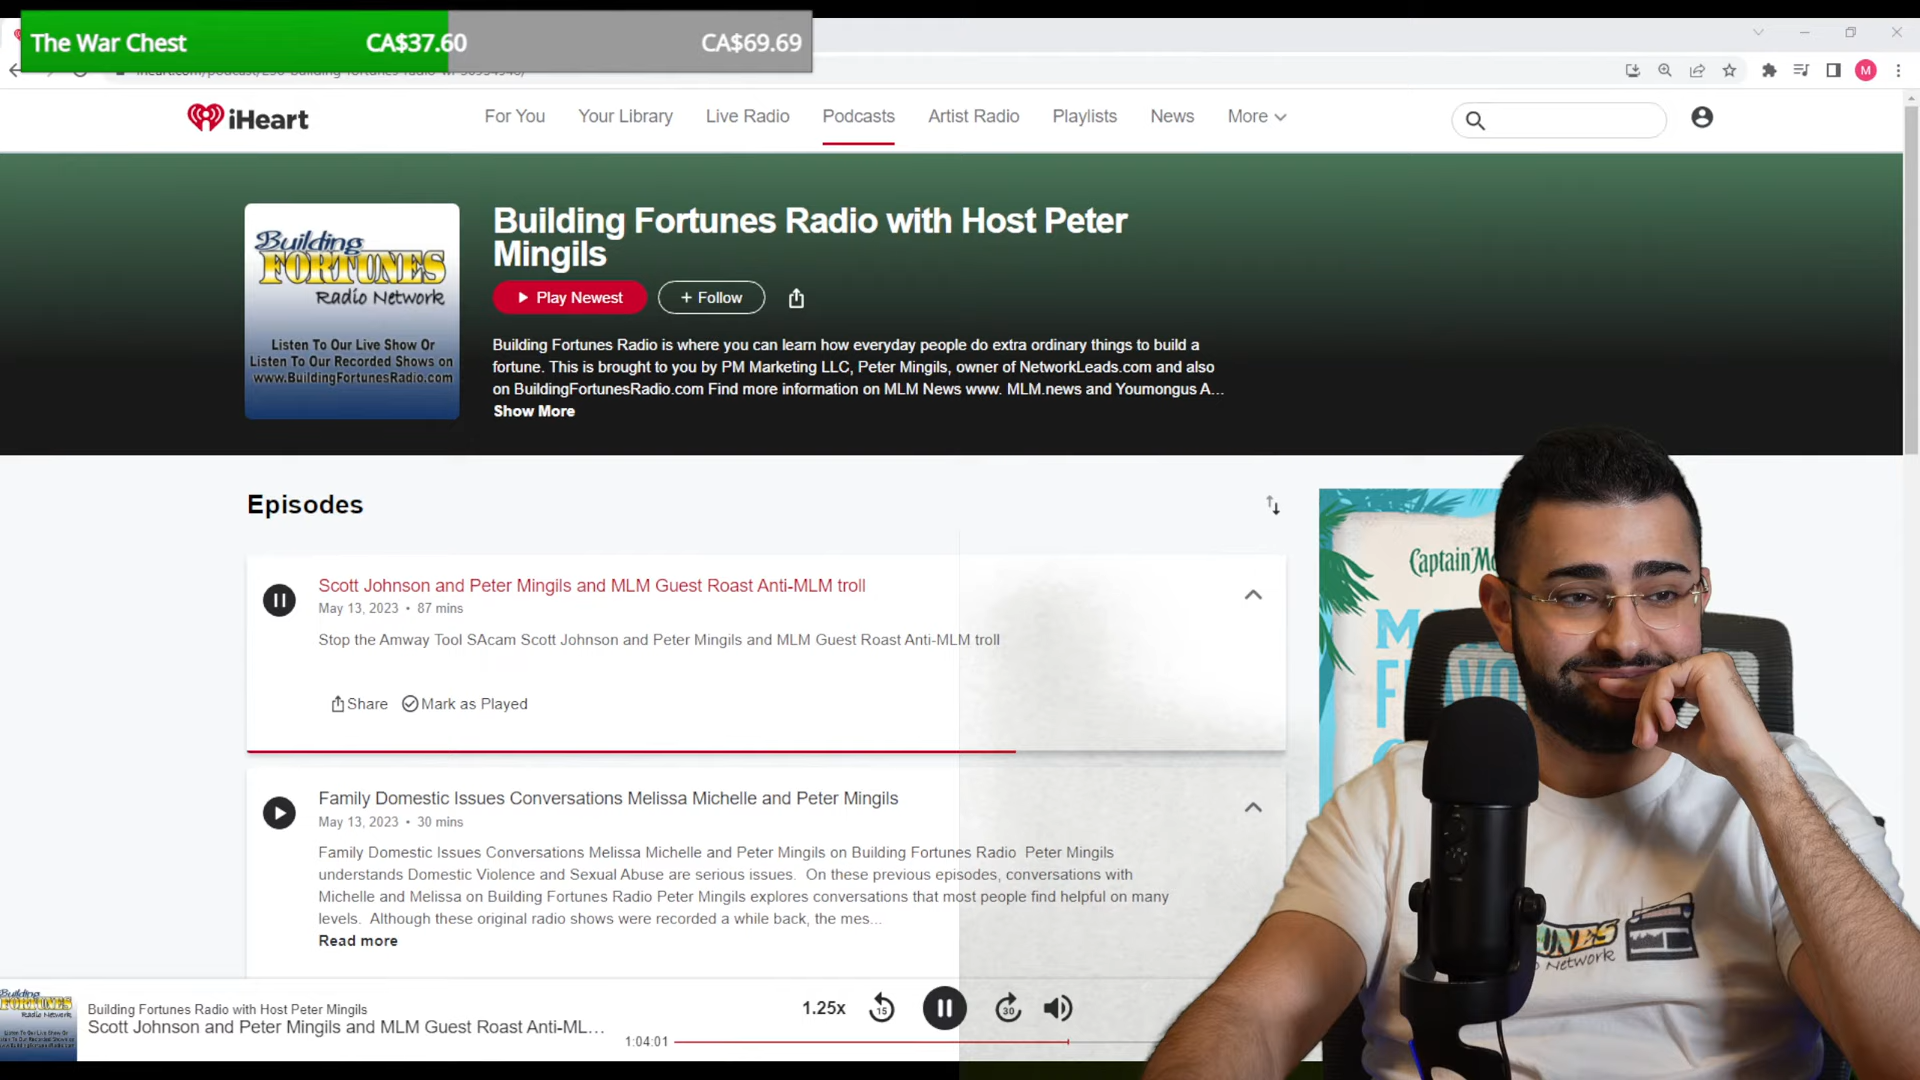 The War Chest CA$37.60 CA$69.69
iHeart
For You Your Library Live Radio Podcasts Artist Radio Playlists News More
M
Building
FORTUNES
Radio Network
Listen To Our Live Show Or
Listen To Our Recorded Shows on
www.BuildingFortunesRadio.com
Building Fortunes Radio with Host Peter
Mingils
Play Newest
+ Follow
Building Fortunes Radio is where you can learn how everyday people do extra ordinary things to build a
fortune. This is brought to you by PM Marketing LLC, Peter Mingils, owner of NetworkLeads.com and also
on BuildingFortunesRadio.com Find more information on MLM News www. MLM.news and Youmongus A...
Show More
Episodes
Scott Johnson and Peter Mingils and MLM Guest Roast Anti-MLM troll
May 13, 2023 • 87 mins
Stop the Amway Tool SAcam Scott Johnson and Peter Mingils and MLM Guest Roast Anti-MLM troll
Share Mark as Played
Captain
Family Domestic Issues Conversations Melissa Michelle and Peter Mingils
May 13, 2023 • 30 mins
Family Domestic Issues Conversations Melissa Michelle and Peter Mingils on Building Fortunes Radio Peter Mingils
understands Domestic Violence and Sexual Abuse are serious issues. On these previous episodes, conversations with
Michelle and Melissa on Building Fortunes Radio Peter Mingils explores conversations that most people find helpful on many
levels. Although these original radio shows were recorded a while back, the mes...
Read more
Network
Building Fortunes Radio with Host Peter Mingils
Scott Johnson and Peter Mingils and MLM Guest Roast Anti-ML...
1.25x 15 30
1:04:01